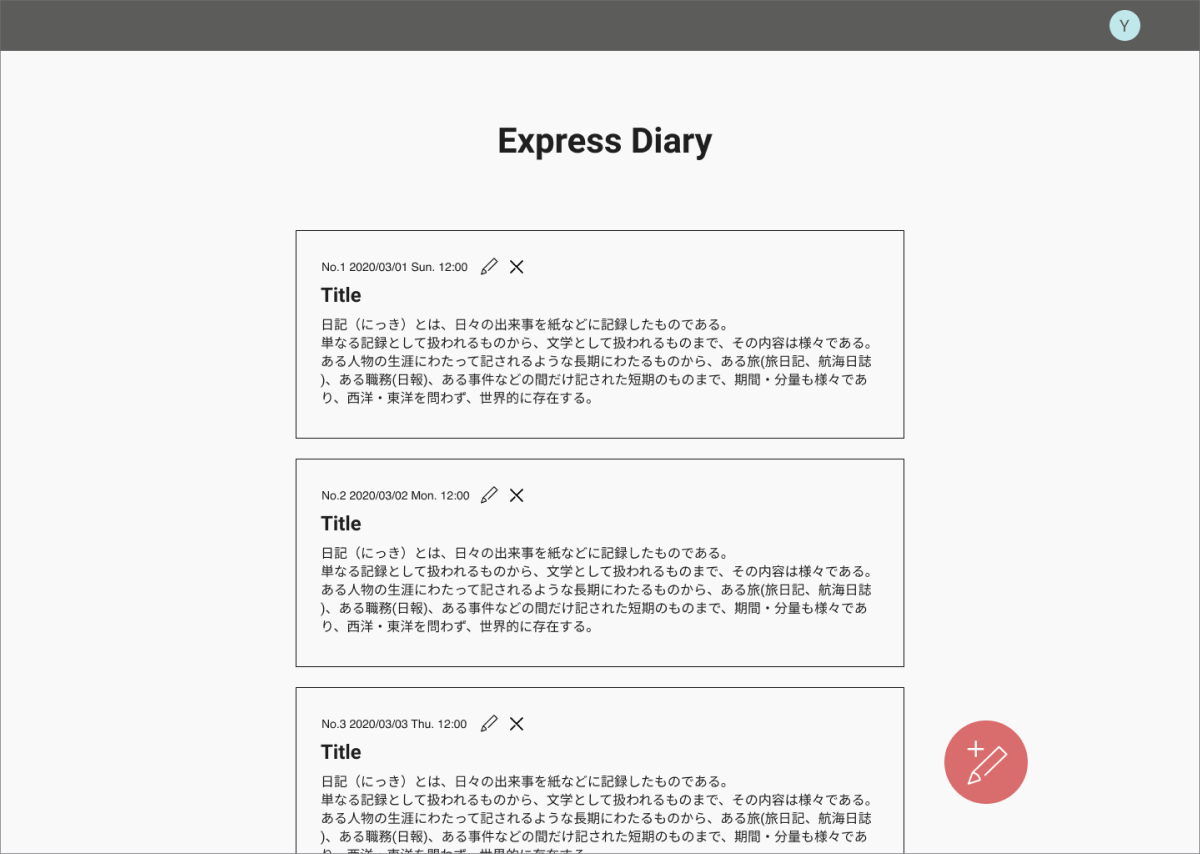 Y
Express Diary
No.1 2020/03/01 Sun. 12:00
Title
日記（にっき）とは、日々の出来事を紙などに記録したものである。
単なる記録として扱われるものから、文学として扱われるものまで、その内容は様々である。
ある人物の生涯にわたって記されるような長期にわたるものから、ある旅(旅日記、航海日誌
)、ある職務(日報)、ある事件などの間だけ記された短期のものまで、期間・分量も様々であ
り、西洋・東洋を問わず、世界的に存在する。
No.2 2020/03/02 Mon. 12:00
Title
日記（にっき）とは、日々の出来事を紙などに記録したものである。
単なる記録として扱われるものから、文学として扱われるものまで、その内容は様々である。
ある人物の生涯にわたって記されるような長期にわたるものから、ある旅(旅日記、航海日誌
)、ある職務(日報)、ある事件などの間だけ記された短期のものまで、期間・分量も様々であ
り、西洋・東洋を問わず、世界的に存在する。
No.3 2020/03/03 Thu. 12:00
Title
日記（にっき）とは、日々の出来事を紙などに記録したものである。
単なる記録として扱われるものから、文学として扱われるものまで、その内容は様々である。
ある人物の生涯にわたって記されるような長期にわたるものから、ある旅(旅日記、航海日誌
)、ある職務(日報)、ある事件などの間だけ記された短期のものまで、期間・分量も様々であ